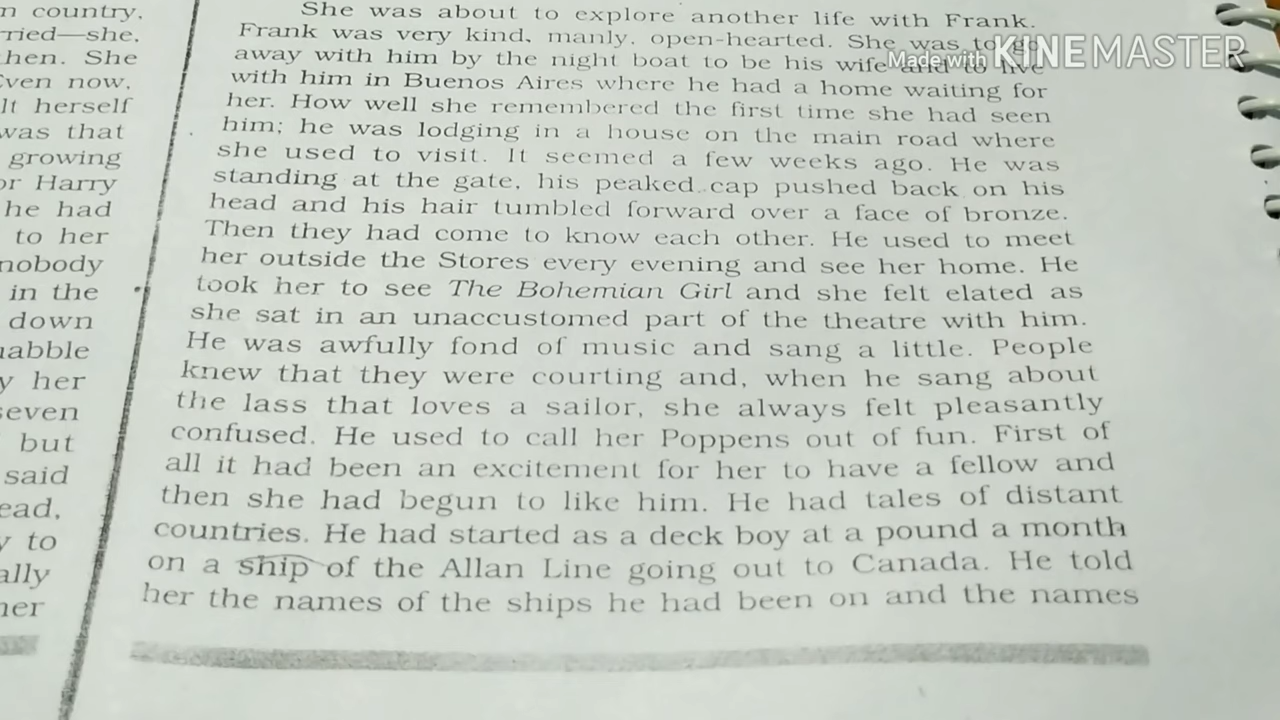 n country,
ried—she,
hen. She
Even now,
lt herself
was that
growing
or Harry
he had
to her
nobody
in the
down
uabble
y her
seven
but
said
ead,
y to
ally
her
She was about to explore another life with Frank.
Frank was very kind, manly, open-hearted. She was to go
away with him by the night boat to be his wife and to live
with him in Buenos Aires where he had a home waiting for
her. How well she remembered the first time she had seen
him; he was lodging in a house on the main road where
she used to visit. It seemed a few weeks ago. He was
standing at the gate, his peaked cap pushed back on his
head and his hair tumbled forward over a face of bronze.
Then they had come to know each other. He used to meet
her outside the Stores every evening and see her home. He
took her to see The Bohemian Girl and she felt elated as
she sat in an unaccustomed part of the theatre with him.
He was awfully fond of music and sang a little. People
knew that they were courting and, when he sang about
the lass that loves a sailor, she always felt pleasantly
confused. He used to call her Poppens out of fun. First of
all it had been an excitement for her to have a fellow and
then she had begun to like him. He had tales of distant
countries. He had started as a deck boy at a pound a month
on a ship of the Allan Line going out to Canada. He told
her the names of the ships he had been on and the names
Made with KINEMASTER